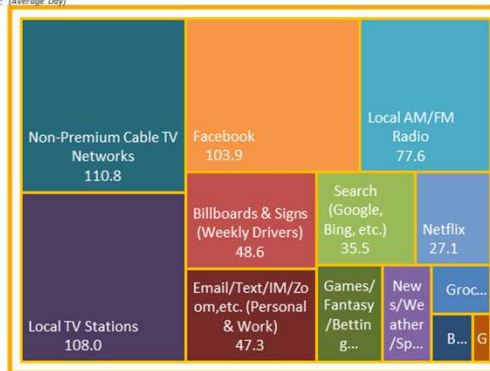 (Average Day)
Non-Premium Cable TV
Networks
110.8
Facebook
103.9
Local AM/FM
Radio
77.6
Billboards & Signs
(Weekly Drivers)
48.6
Search
(Google,
Bing, etc.)
35.5
Netflix
27.1
Local TV Stations
108.0
Email/Text/IM/Zo
om,etc. (Personal
& Work)
47.3
Games/
Fantasy
/Bettin
g...
New
s/We
ather
/Sp...
Groc...
B...
G